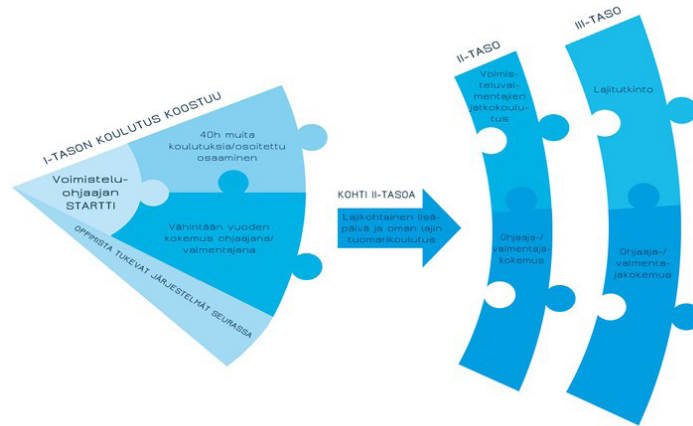 I-TASON KOULUTUS KOOSTUU
Voimistelu-
ohjaajan
STARTTI
40h muita
koulutuksia/osoitettu
osaaminen
Vähintään vuoden
kokemus ohjaajana/
valmentajana
OPPIMISTA TUKEVAT JÄRJESTELMÄT SEURASSA
KOHTI II-TASOA
Lajikohtainen lisä-
päivä ja oman lajin
tuomarikoulutus
II-TASO
Voimis-
teluval-
mentajien
jatkokoulu-
tus
Ohjaaja-/
valmentaja-
kokemus
III-TASO
Lajitutkinto
Ohjaaja-/
valmenta-
jakokemus